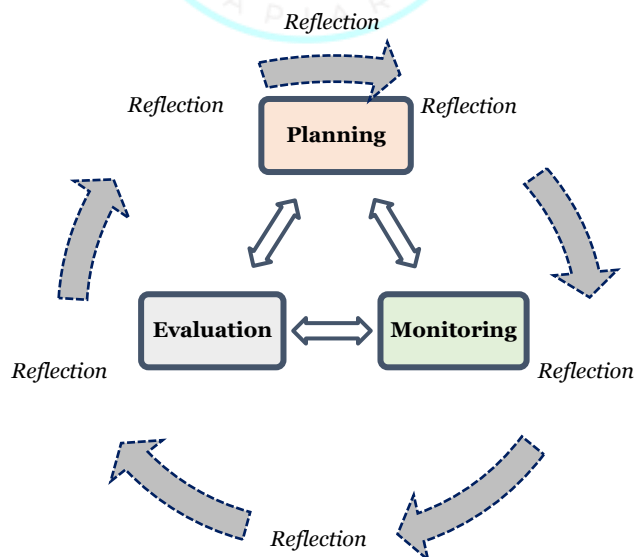 Reflection
Reflection
Reflection
Planning
Evaluation
Monitoring
Reflection
Reflection
Reflection